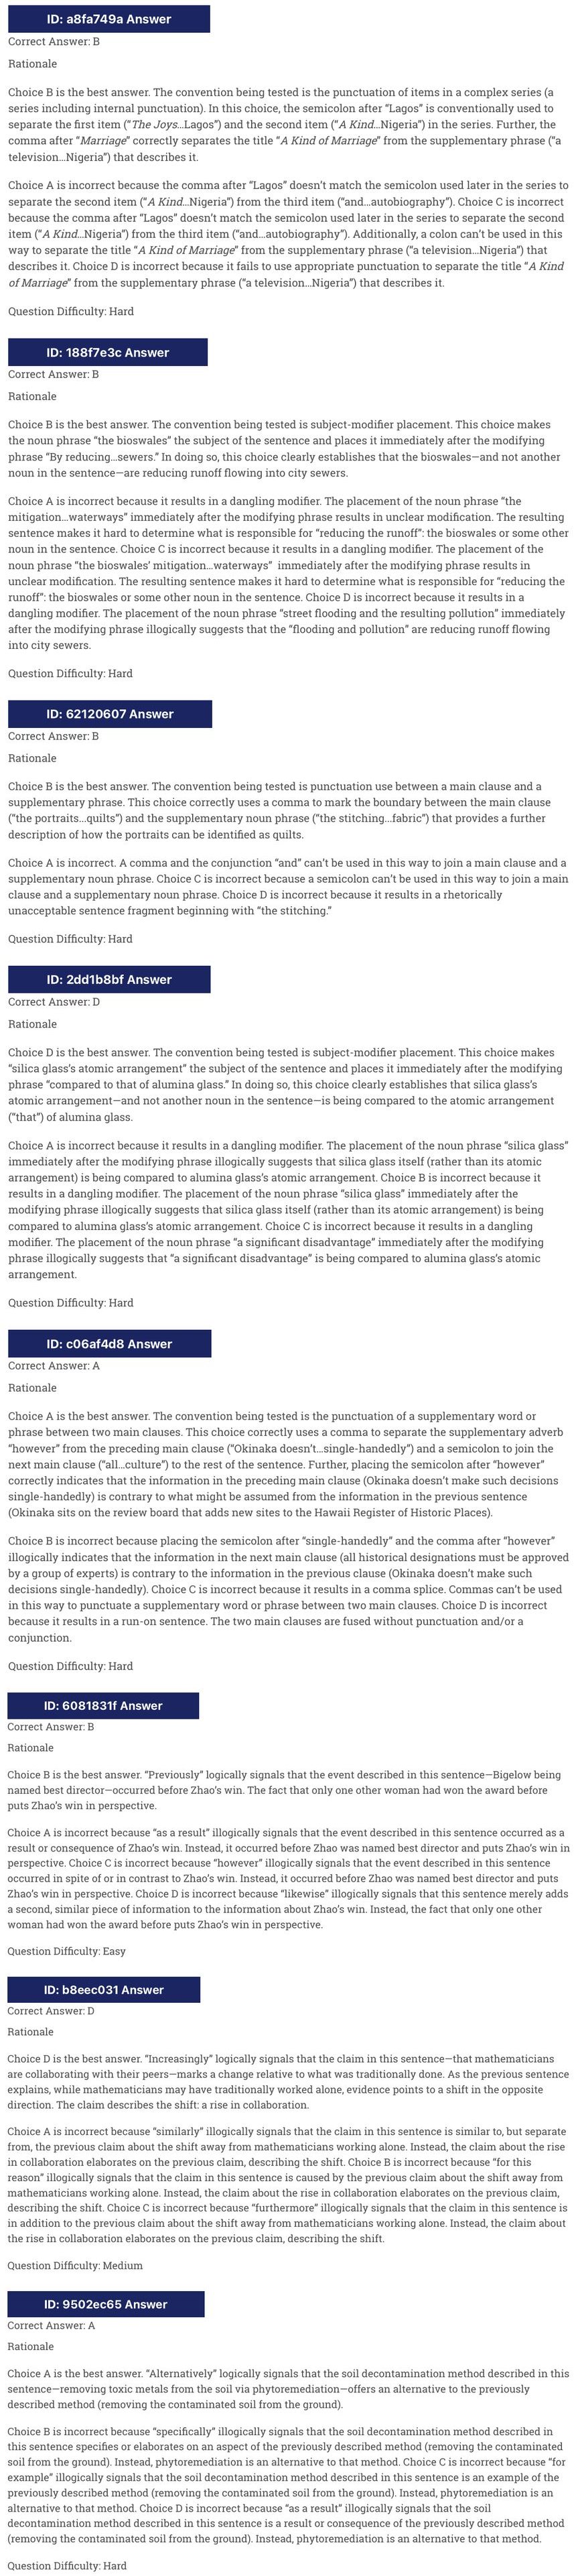 ID: a8fa749a Answer
Correct Answer: B
Rationale
Choice B is the best answer. The convention being tested is the punctuation of items in a complex series (a
series including internal punctuation). In this choice, the semicolon after “Lagos” is conventionally used to
separate the first item (“The Joys…Lagos”) and the second item (“A Kind…Nigeria”) in the series. Further, the
comma after “Marriage” correctly separates the title “A Kind of Marriage” from the supplementary phrase (“a
television…Nigeria”) that describes it.
Choice A is incorrect because the comma after “Lagos” doesn’t match the semicolon used later in the series to
separate the second item (“A Kind…Nigeria”) from the third item (“and…autobiography”). Choice C is incorrect
because the comma after “Lagos” doesn’t match the semicolon used later in the series to separate the second
item (“A Kind…Nigeria”) from the third item (“and…autobiography”). Additionally, a colon can’t be used in this
way to separate the title “A Kind of Marriage” from the supplementary phrase (“a television…Nigeria”) that
describes it. Choice D is incorrect because it fails to use appropriate punctuation to separate the title “A Kind
of Marriage” from the supplementary phrase (“a television…Nigeria”) that describes it.
Question Difficulty: Hard
ID: 188f7e3c Answer
Correct Answer: B
Rationale
Choice B is the best answer. The convention being tested is subject-modifier placement. This choice makes
the noun phrase “the bioswales” the subject of the sentence and places it immediately after the modifying
phrase “By reducing…sewers.” In doing so, this choice clearly establishes that the bioswales—and not another
noun in the sentence—are reducing runoff flowing into city sewers.
Choice A is incorrect because it results in a dangling modifier. The placement of the noun phrase “the
mitigation…waterways” immediately after the modifying phrase results in unclear modification. The resulting
sentence makes it hard to determine what is responsible for “reducing the runoff”: the bioswales or some other
noun in the sentence. Choice C is incorrect because it results in a dangling modifier. The placement of the
noun phrase “the bioswales’ mitigation…waterways” immediately after the modifying phrase results in
unclear modification. The resulting sentence makes it hard to determine what is responsible for “reducing the
runoff”: the bioswales or some other noun in the sentence. Choice D is incorrect because it results in a
dangling modifier. The placement of the noun phrase “street flooding and the resulting pollution” immediately
after the modifying phrase illogically suggests that the “flooding and pollution” are reducing runoff flowing
into city sewers.
Question Difficulty: Hard
ID: 62120607 Answer
Correct Answer: B
Rationale
Choice B is the best answer. The convention being tested is punctuation use between a main clause and a
supplementary phrase. This choice correctly uses a comma to mark the boundary between the main clause
(“the portraits...quilts”) and the supplementary noun phrase (“the stitching...fabric”) that provides a further
description of how the portraits can be identified as quilts.
Choice A is incorrect. A comma and the conjunction “and” can’t be used in this way to join a main clause and a
supplementary noun phrase. Choice C is incorrect because a semicolon can’t be used in this way to join a main
clause and a supplementary noun phrase. Choice D is incorrect because it results in a rhetorically
unacceptable sentence fragment beginning with “the stitching.”
Question Difficulty: Hard
ID: 2dd1b8bf Answer
Correct Answer: D
Rationale
Choice D is the best answer. The convention being tested is subject-modifier placement. This choice makes
“silica glass’s atomic arrangement” the subject of the sentence and places it immediately after the modifying
phrase “compared to that of alumina glass.” In doing so, this choice clearly establishes that silica glass’s
atomic arrangement—and not another noun in the sentence—is being compared to the atomic arrangement
(“that”) of alumina glass.
Choice A is incorrect because it results in a dangling modifier. The placement of the noun phrase “silica glass”
immediately after the modifying phrase illogically suggests that silica glass itself (rather than its atomic
arrangement) is being compared to alumina glass’s atomic arrangement. Choice B is incorrect because it
results in a dangling modifier. The placement of the noun phrase “silica glass” immediately after the
modifying phrase illogically suggests that silica glass itself (rather than its atomic arrangement) is being
compared to alumina glass’s atomic arrangement. Choice C is incorrect because it results in a dangling
modifier. The placement of the noun phrase “a significant disadvantage” immediately after the modifying
phrase illogically suggests that “a significant disadvantage” is being compared to alumina glass’s atomic
arrangement.
Question Difficulty: Hard
ID: c06af4d8 Answer
Correct Answer: A
Rationale
Choice A is the best answer. The convention being tested is the punctuation of a supplementary word or
phrase between two main clauses. This choice correctly uses a comma to separate the supplementary adverb
“however” from the preceding main clause (“Okinaka doesn’t…single-handedly”) and a semicolon to join the
next main clause (“all…culture”) to the rest of the sentence. Further, placing the semicolon after “however”
correctly indicates that the information in the preceding main clause (Okinaka doesn’t make such decisions
single-handedly) is contrary to what might be assumed from the information in the previous sentence
(Okinaka sits on the review board that adds new sites to the Hawaii Register of Historic Places).
Choice B is incorrect because placing the semicolon after “single-handedly” and the comma after “however”
illogically indicates that the information in the next main clause (all historical designations must be approved
by a group of experts) is contrary to the information in the previous clause (Okinaka doesn’t make such
decisions single-handedly). Choice C is incorrect because it results in a comma splice. Commas can’t be used
in this way to punctuate a supplementary word or phrase between two main clauses. Choice D is incorrect
because it results in a run-on sentence. The two main clauses are fused without punctuation and/or a
conjunction.
Question Difficulty: Hard
ID: 6081831f Answer
Correct Answer: B
Rationale
Choice B is the best answer. “Previously” logically signals that the event described in this sentence—Bigelow being
named best director—occurred before Zhao’s win. The fact that only one other woman had won the award before
puts Zhao’s win in perspective.
Choice A is incorrect because “as a result” illogically signals that the event described in this sentence occurred as a
result or consequence of Zhao’s win. Instead, it occurred before Zhao was named best director and puts Zhao’s win in
perspective. Choice C is incorrect because “however” illogically signals that the event described in this sentence
occurred in spite of or in contrast to Zhao’s win. Instead, it occurred before Zhao was named best director and puts
Zhao’s win in perspective. Choice D is incorrect because “likewise” illogically signals that this sentence merely adds
a second, similar piece of information to the information about Zhao’s win. Instead, the fact that only one other
woman had won the award before puts Zhao’s win in perspective.
Question Difficulty: Easy
ID: b8eec031 Answer
Correct Answer: D
Rationale
Choice D is the best answer. “Increasingly” logically signals that the claim in this sentence—that mathematicians
are collaborating with their peers—marks a change relative to what was traditionally done. As the previous sentence
explains, while mathematicians may have traditionally worked alone, evidence points to a shift in the opposite
direction. The claim describes the shift: a rise in collaboration.
Choice A is incorrect because “similarly” illogically signals that the claim in this sentence is similar to, but separate
from, the previous claim about the shift away from mathematicians working alone. Instead, the claim about the rise
in collaboration elaborates on the previous claim, describing the shift. Choice B is incorrect because “for this
reason” illogically signals that the claim in this sentence is caused by the previous claim about the shift away from
mathematicians working alone. Instead, the claim about the rise in collaboration elaborates on the previous claim,
describing the shift. Choice C is incorrect because “furthermore” illogically signals that the claim in this sentence is
in addition to the previous claim about the shift away from mathematicians working alone. Instead, the claim about
the rise in collaboration elaborates on the previous claim, describing the shift.
Question Difficulty: Medium
ID: 9502ec65 Answer
Correct Answer: A
Rationale
Choice A is the best answer. “Alternatively” logically signals that the soil decontamination method described in this
sentence—removing toxic metals from the soil via phytoremediation—offers an alternative to the previously
described method (removing the contaminated soil from the ground).
Choice B is incorrect because “specifically” illogically signals that the soil decontamination method described in
this sentence specifies or elaborates on an aspect of the previously described method (removing the contaminated
soil from the ground). Instead, phytoremediation is an alternative to that method. Choice C is incorrect because “for
example” illogically signals that the soil decontamination method described in this sentence is an example of the
previously described method (removing the contaminated soil from the ground). Instead, phytoremediation is an
alternative to that method. Choice D is incorrect because “as a result” illogically signals that the soil
decontamination method described in this sentence is a result or consequence of the previously described method
(removing the contaminated soil from the ground). Instead, phytoremediation is an alternative to that method.
Question Difficulty: Hard